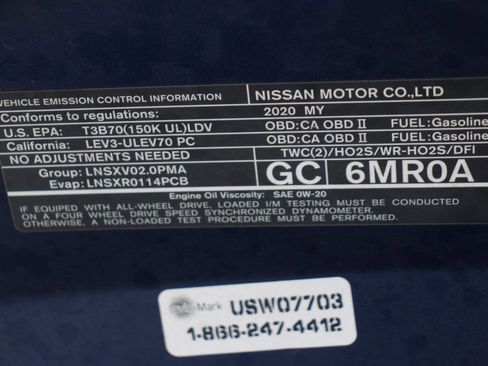 VEHICLE EMISSION CONTROL INFORMATION NISSAN MOTOR CO.,LTD
Conforms to regulations: 2020 MY
U.S. EPA: T3B70(150K UL)LDV OBD:CA OBD II FUEL:Gasoline
California: LEV3-ULEV70 PC OBD:CA OBD II FUEL:Gasoline
NO ADJUSTMENTS NEEDED TWC(2)/HO2S/WR-HO2S/DFI
Group: LNSXV02.0PMA GC 6MR0A
Evap: LNSXR0114PCB
Engine Oil Viscosity: SAE 0W-20
IF EQUIPPED WITH ALL-WHEEL DRIVE, LOADED I/M TESTING MUST BE CONDUCTED
ON A FOUR WHEEL DRIVE SPEED SYNCHRONIZED DYNAMOMETER.
OTHERWISE, A NON-LOADED TEST PROCEDURE MUST BE PERFORMED.
Mark USW07703
1-866-247-4412